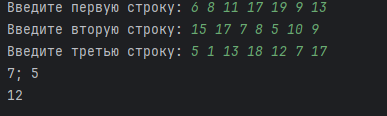 Введите первую строку: 6 8 11 17 19 9 13
Введите вторую строку: 15 17 7 8 5 10 9
Введите третью строку: 5 1 13 18 12 7 17
7; 5
12